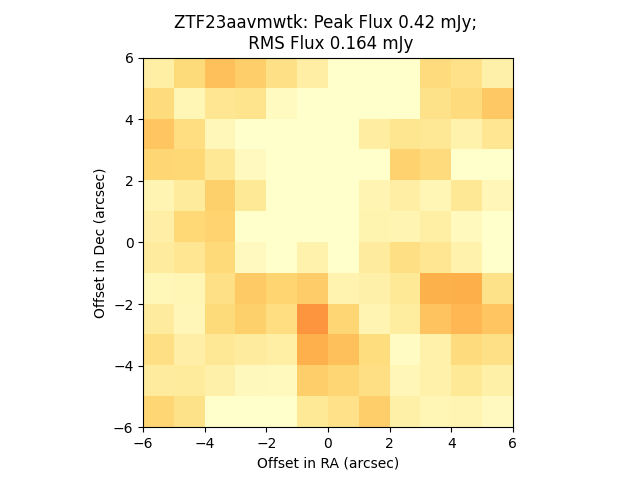 ZTF23aavmwtk: Peak Flux 0.42 mJy;
RMS Flux 0.164 mJy
6
4
2
0
−2
−4
−6
Offset in Dec (arcsec)
−6 −4 −2 0 2 4 6
Offset in RA (arcsec)